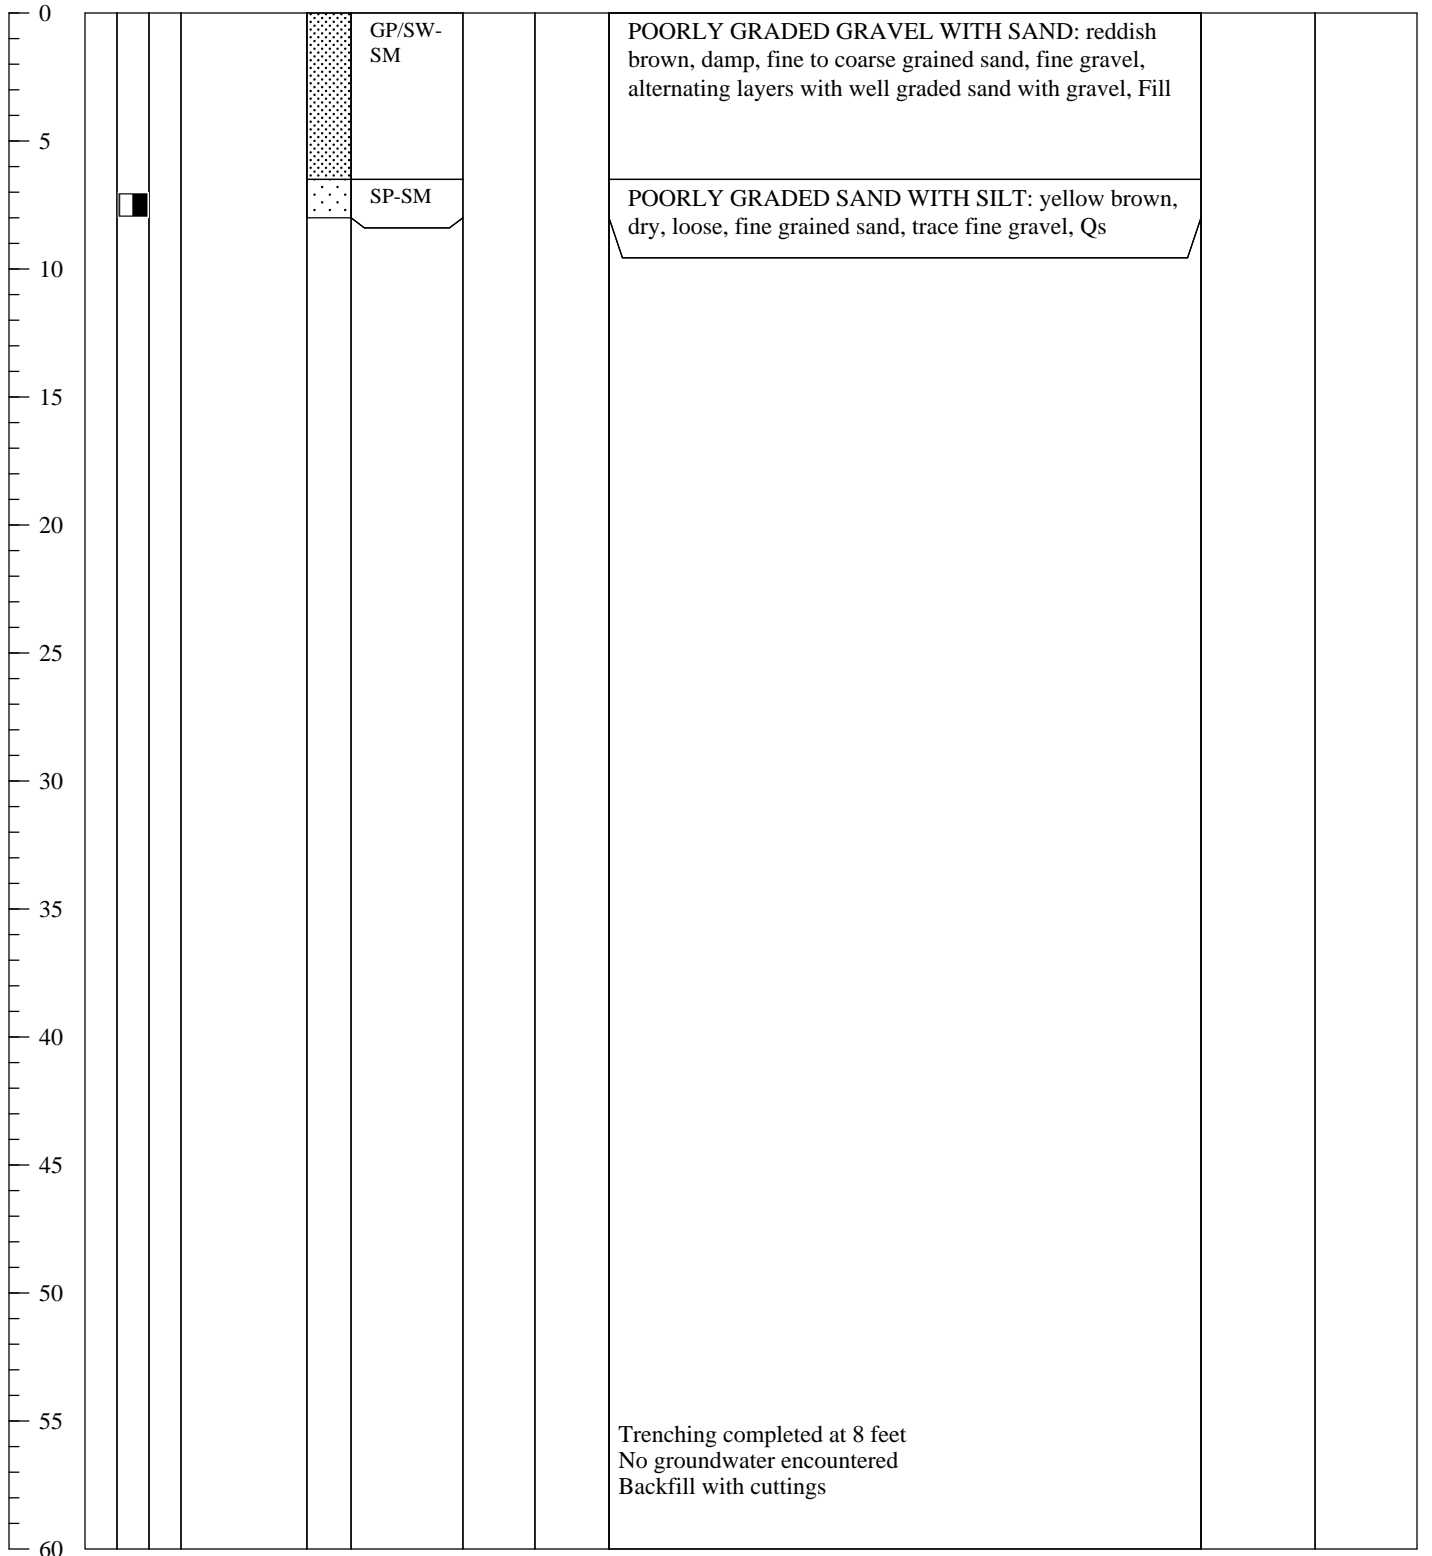 0
GP/SW-
SM
POORLY GRADED GRAVEL WITH SAND: reddish
brown, damp, fine to coarse grained sand, fine gravel,
alternating layers with well graded sand with gravel, Fill
5
SP-SM
POORLY GRADED SAND WITH SILT: yellow brown,
dry, loose, fine grained sand, trace fine gravel, Qs
10
15
20
25
30
35
40
45
50
55
Trenching completed at 8 feet
No groundwater encountered
Backfill with cuttings
60